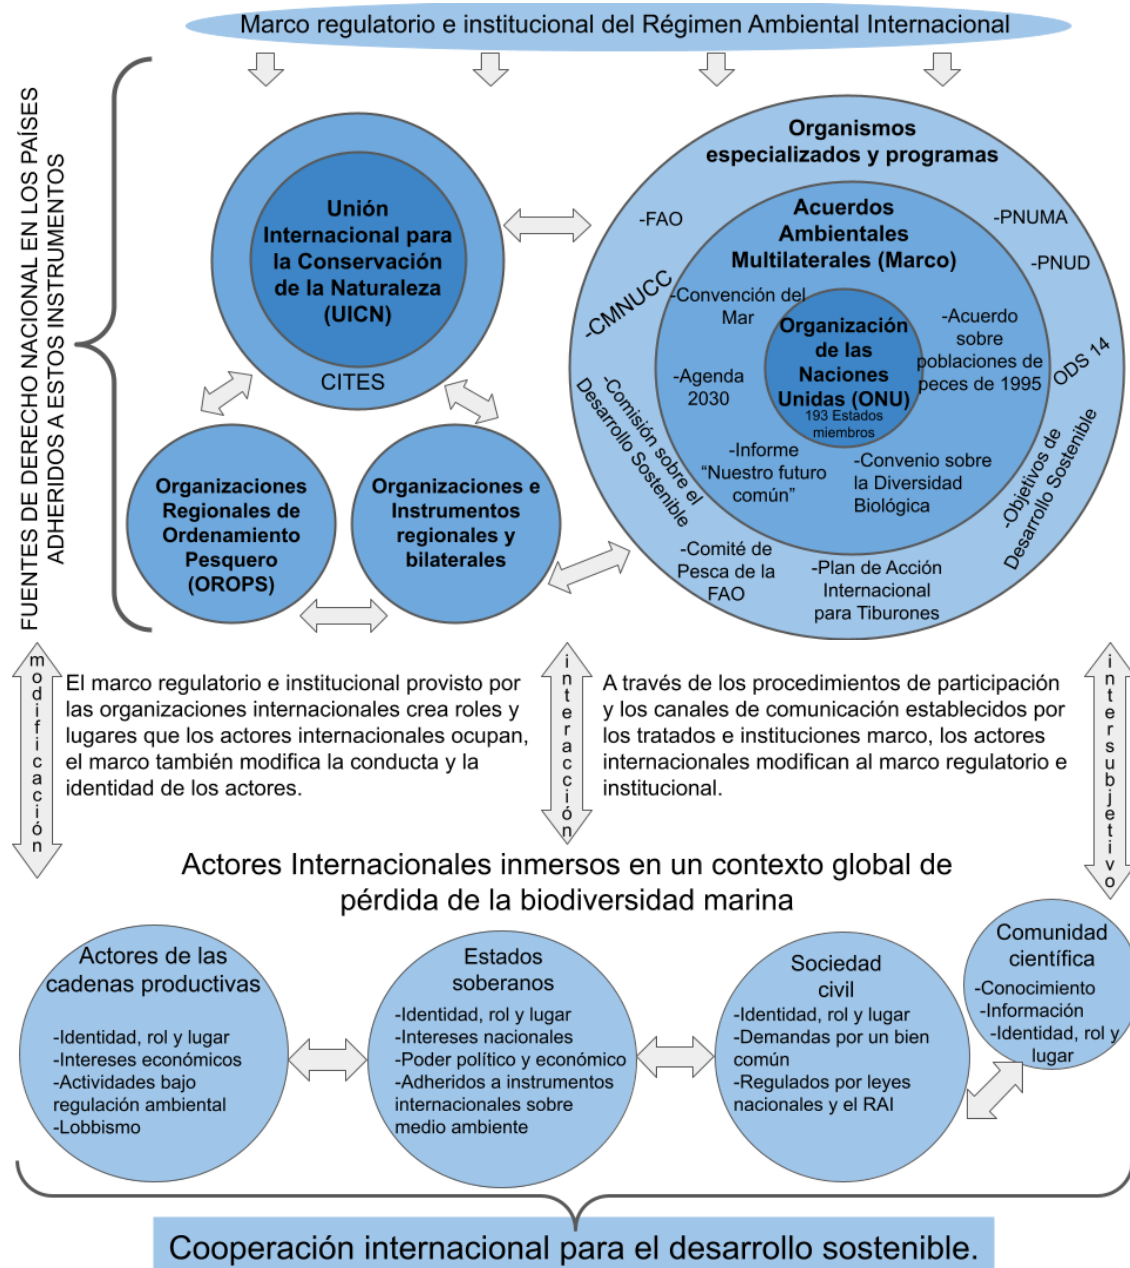 Marco regulatorio e institucional del Régimen Ambiental Internacional
FUENTES DE DERECHO NACIONAL EN LOS PAÍSES
ADHERIDOS A ESTOS INSTRUMENTOS
Unión
Internacional para
la Conservación
de la Naturaleza
(UICN)
CITES
Organizaciones
Regionales de
Ordenamiento
Pesquero
(OROPS)
Organizaciones e
Instrumentos
regionales y
bilaterales
Organismos
especializados y programas
-FAO
-PNUMA
-PNUD
-CMNUCC
ODS 14
-Comisión sobre el
Desarrollo Sostenible
-Objetivos de
Desarrollo Sostenible
-Comité de
Pesca de la
FAO
-Plan de Acción
Internacional
para Tiburones
Acuerdos
Ambientales
Multilaterales (Marco)
-Convención del
Mar
-Acuerdo
sobre
poblaciones de
peces de 1995
-Agenda
2030
-Informe
“Nuestro futuro
común”
-Convenio sobre
la Diversidad
Biológica
Organización
de las
Naciones
Unidas (ONU)
193 Estados
miembros
modificación
El marco regulatorio e institucional provisto por
las organizaciones internacionales crea roles y
lugares que los actores internacionales ocupan,
el marco también modifica la conducta y la
identidad de los actores.
interacción
A través de los procedimientos de participación
y los canales de comunicación establecidos por
los tratados e instituciones marco, los actores
internacionales modifican al marco regulatorio e
institucional.
intersubjetivo
Actores Internacionales inmersos en un contexto global de
pérdida de la biodiversidad marina
Actores de las
cadenas productivas
-Identidad, rol y lugar
-Intereses económicos
-Actividades bajo
regulación ambiental
-Lobbismo
Estados
soberanos
-Identidad, rol y lugar
-Intereses nacionales
-Poder político y económico
-Adheridos a instrumentos
internacionales sobre
medio ambiente
Sociedad
civil
-Identidad, rol y lugar
-Demandas por un bien
común
-Regulados por leyes
nacionales y el RAI
Comunidad
científica
-Conocimiento
-Información
-Identidad, rol y
lugar
Cooperación internacional para el desarrollo sostenible.